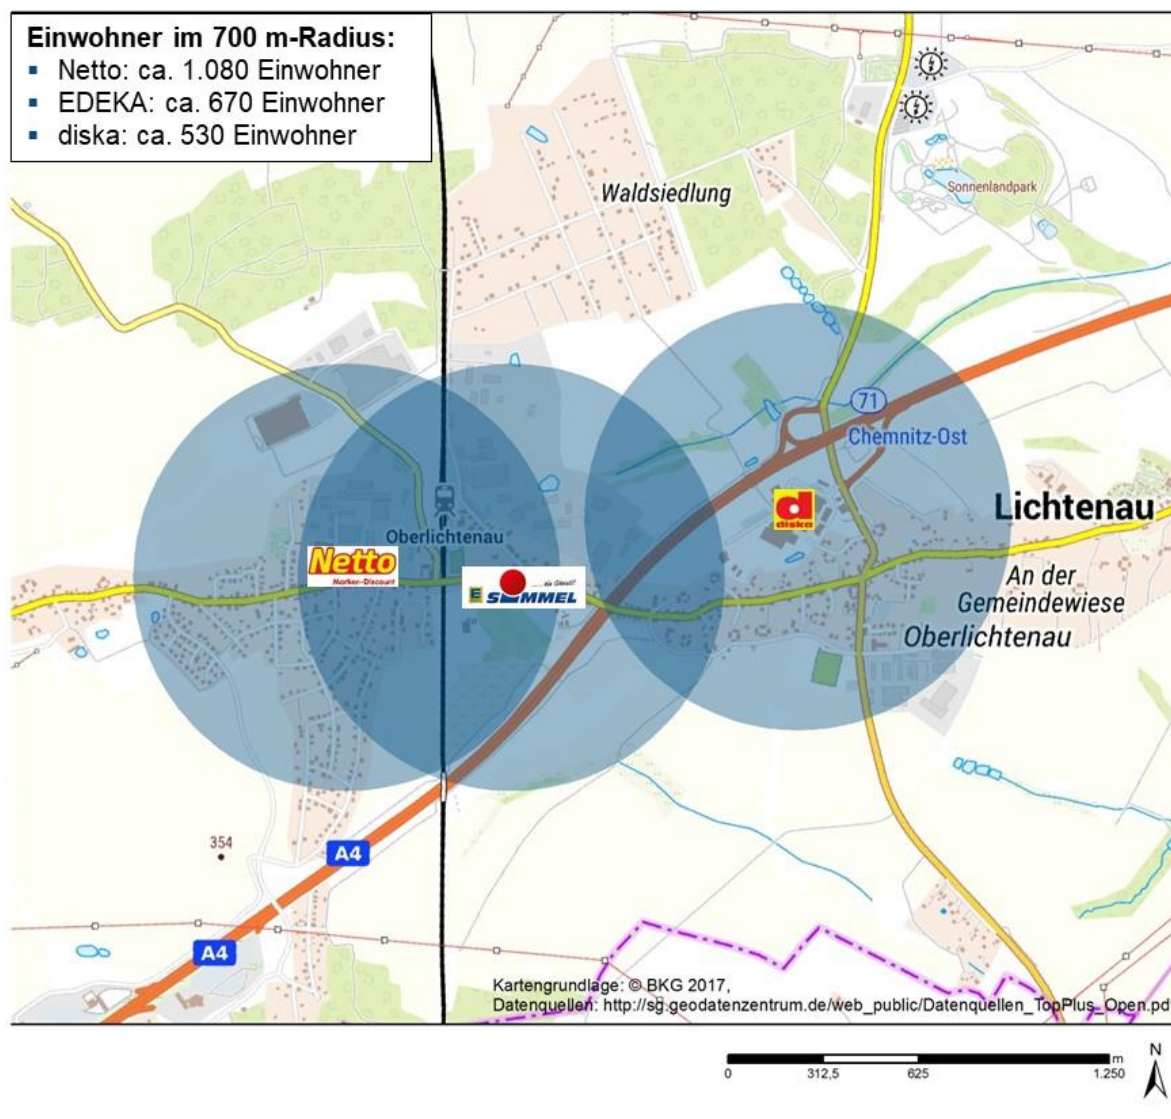 Einwohner im 700 m-Radius:
▪ Netto: ca. 1.080 Einwohner
▪ EDEKA: ca. 670 Einwohner
▪ diska: ca. 530 Einwohner
Waldsiedlung
Sonnenlandpark
71
Chemnitz-Ost
d
diska
Lichtenau
Oberlichtenau
Netto
Marken-Discount
E SIMMEL
An der
Gemeindewiese
Oberlichtenau
354
A4
A4
Kartengrundlage: © BKG 2017,
Datenquellen: http://sg.geodatenzentrum.de/web_public/Datenquellen_TopPlus_Open.pd
N
m
0 312,5 625 1.250